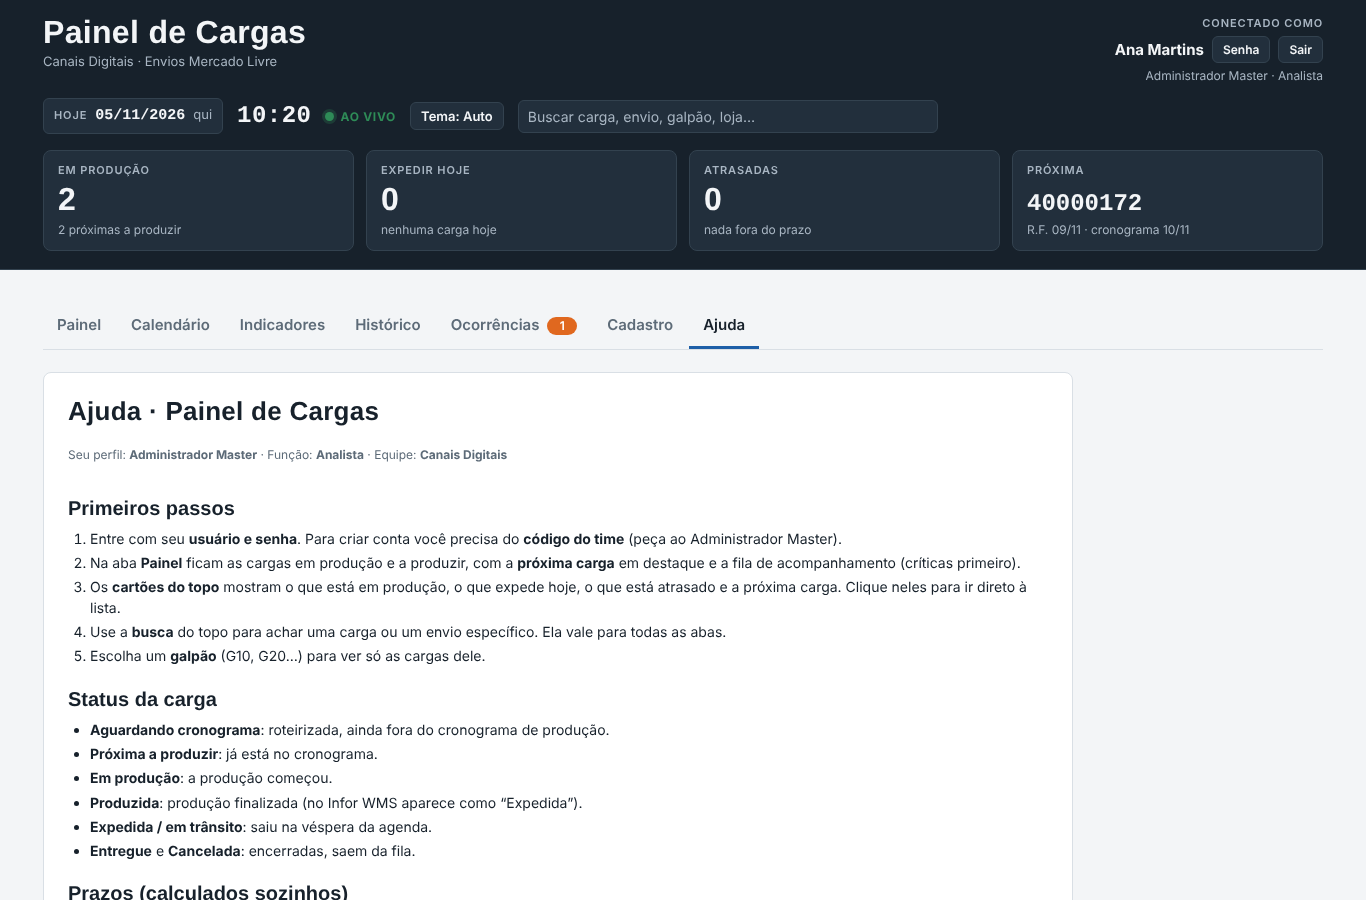 Painel de Cargas
Canais Digitais · Envios Mercado Livre
CONECTADO COMO
Ana Martins Senha Sair
Administrador Master · Analista
HOJE 05/11/2026 qui 10:20 AO VIVO Tema: Auto Buscar carga, envio, galpão, loja...
EM PRODUÇÃO
2
2 próximas a produzir
EXPEDIR HOJE
0
nenhuma carga hoje
ATRASADAS
0
nada fora do prazo
PRÓXIMA
40000172
R.F. 09/11 · cronograma 10/11
Painel Calendário Indicadores Histórico Ocorrências 1 Cadastro Ajuda
Ajuda · Painel de Cargas
Seu perfil: Administrador Master · Função: Analista · Equipe: Canais Digitais
Primeiros passos
1. Entre com seu usuário e senha. Para criar conta você precisa do código do time (peça ao Administrador Master).
2. Na aba Painel ficam as cargas em produção e a produzir, com a próxima carga em destaque e a fila de acompanhamento (críticas primeiro).
3. Os cartões do topo mostram o que está em produção, o que expede hoje, o que está atrasado e a próxima carga. Clique neles para ir direto à
lista.
4. Use a busca do topo para achar uma carga ou um envio específico. Ela vale para todas as abas.
5. Escolha um galpão (G10, G20...) para ver só as cargas dele.
Status da carga
• Aguardando cronograma: roteirizada, ainda fora do cronograma de produção.
• Próxima a produzir: já está no cronograma.
• Em produção: a produção começou.
• Produzida: produção finalizada (no Infor WMS aparece como “Expedida”).
• Expedida / em trânsito: saiu na véspera da agenda.
• Entregue e Cancelada: encerradas, saem da fila.
Prazos (calculados sozinhos)